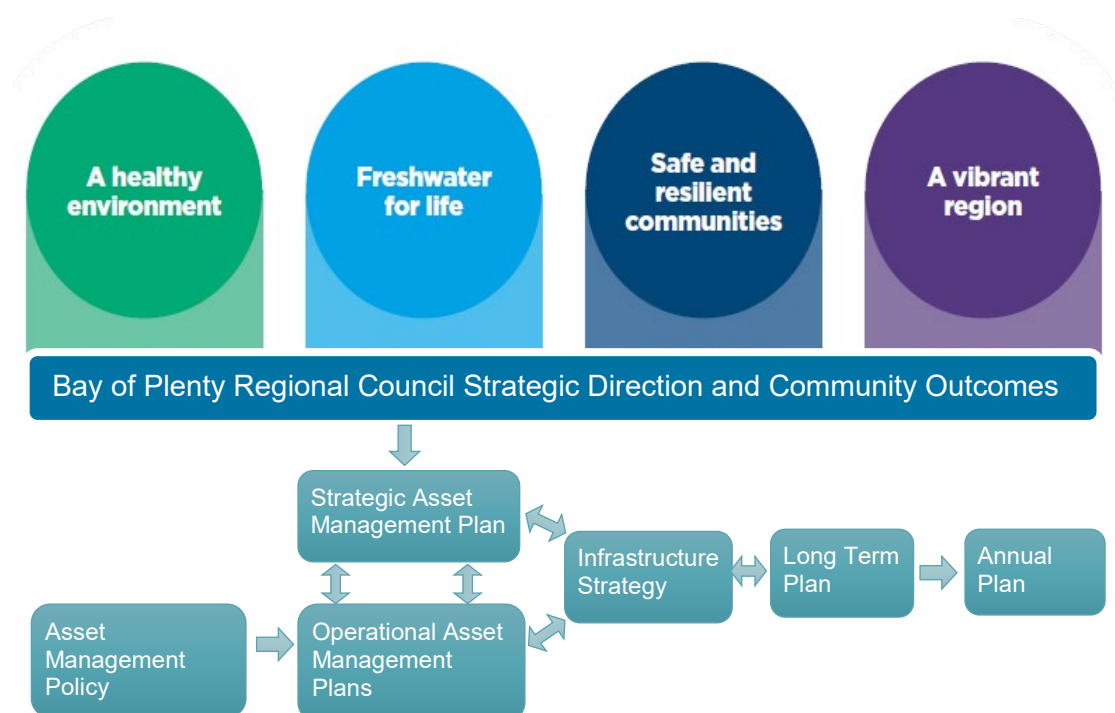 A healthy
environment
Freshwater
for life
Safe and
resilient
communities
A vibrant
region
Bay of Plenty Regional Council Strategic Direction and Community Outcomes
Strategic Asset
Management Plan
Infrastructure
Strategy
Long Term
Plan
Annual
Plan
Asset
Management
Policy
Operational Asset
Management
Plans